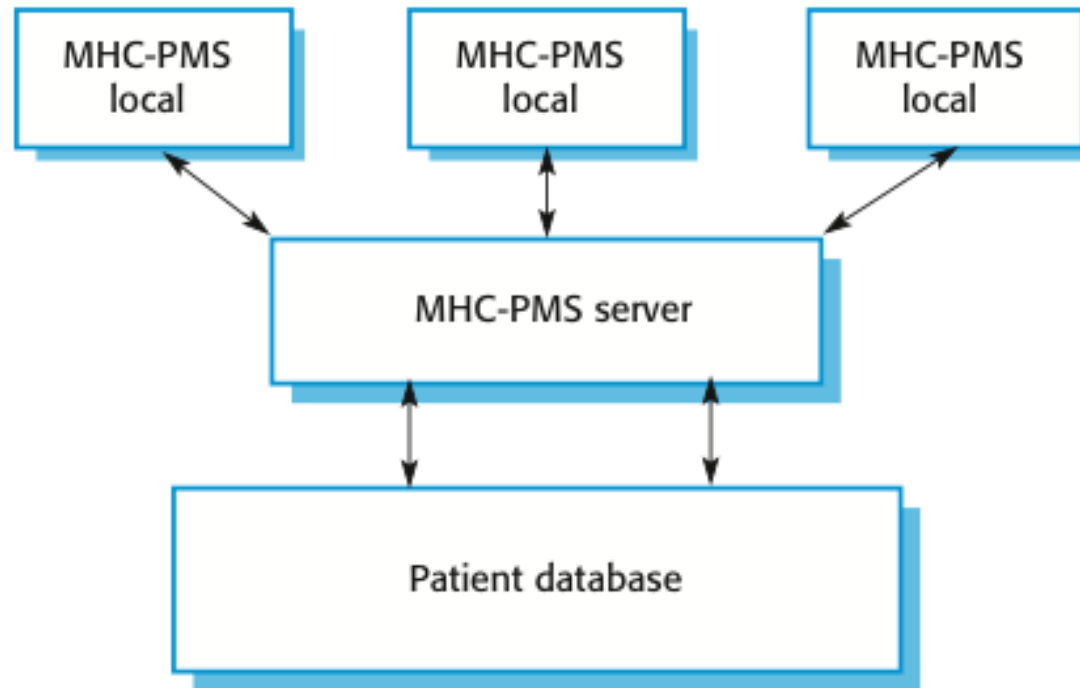 MHC-PMS
local
MHC-PMS
local
MHC-PMS
local
MHC-PMS server
Patient database